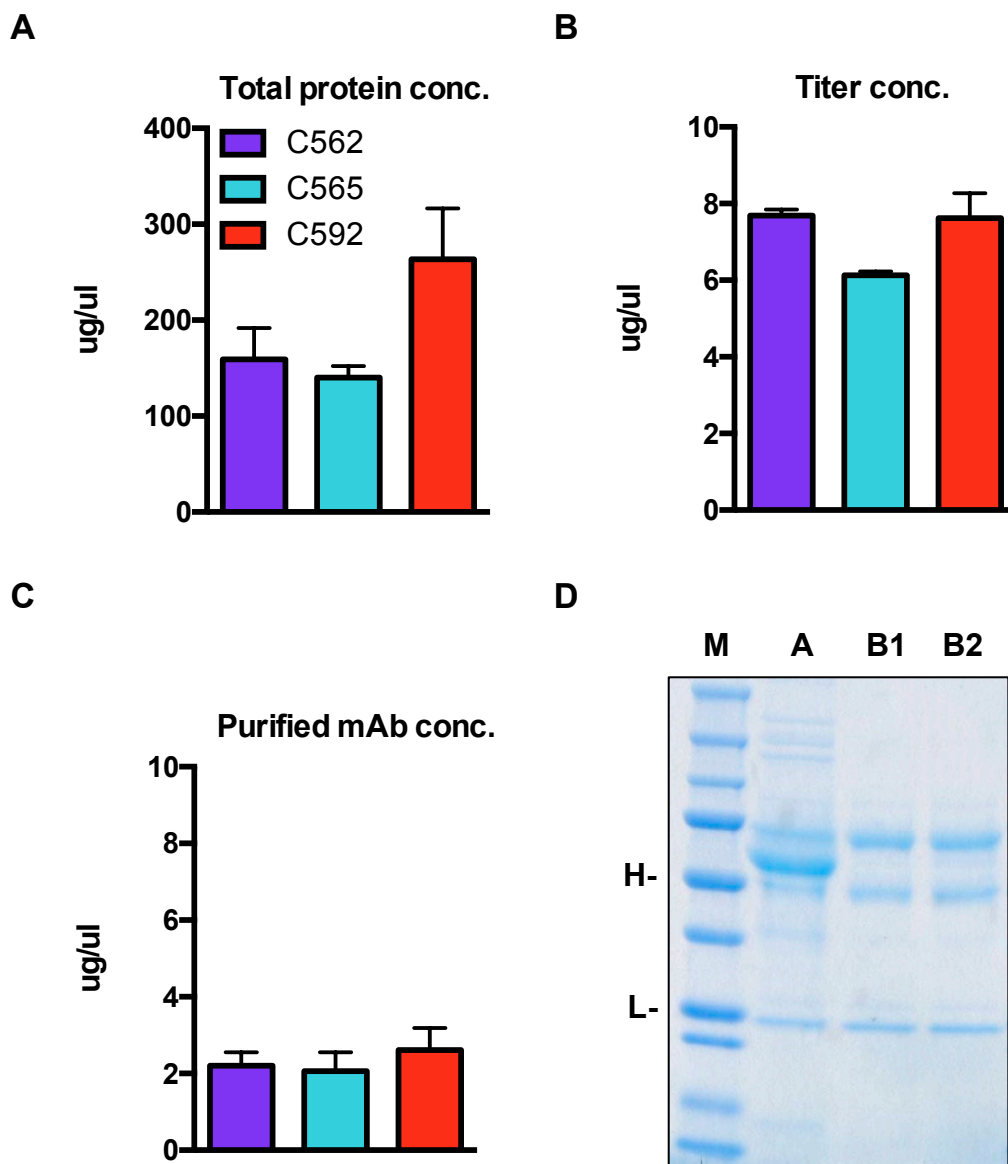 A
Total protein conc.
400
300
200
100
0
ug/ul
C562
C565
C592
B
Titer conc.
10
8
6
4
2
0
ug/ul
C
Purified mAb conc.
10
8
6
4
2
0
ug/ul
D
M A B1 B2
H-
L-